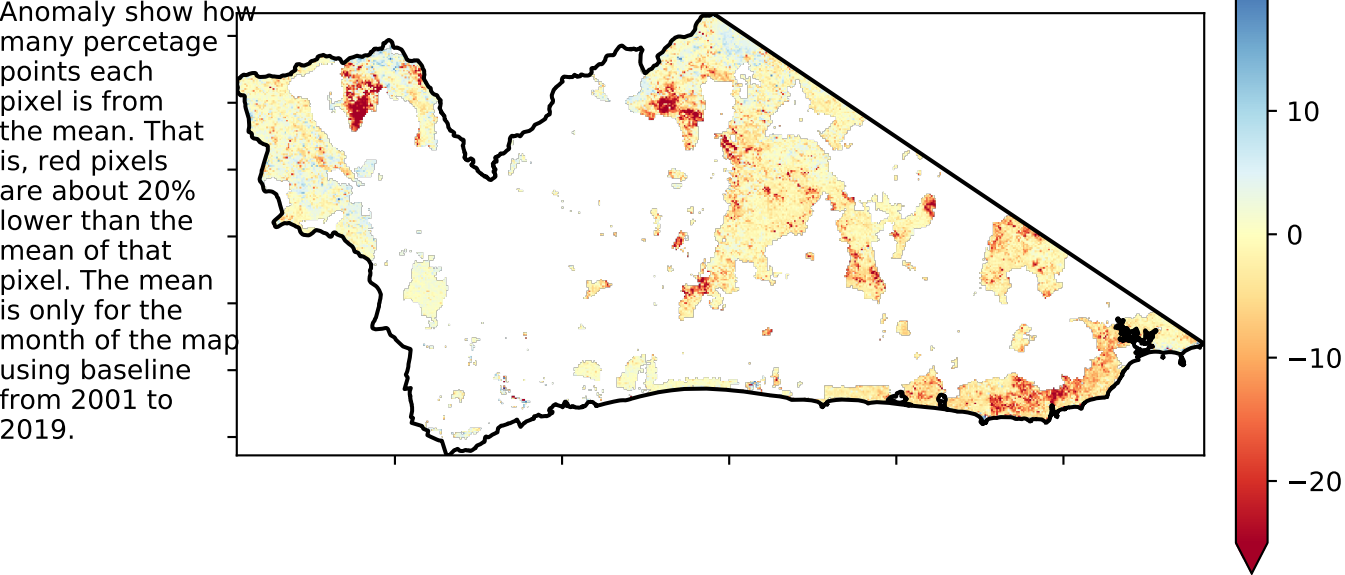 Anomaly show how
many percetage
points each
pixel is from
the mean. That
is, red pixels
are about 20%
lower than the
mean of that
pixel. The mean
is only for the
month of the map
using baseline
from 2001 to
2019.
10
0
−10
−20